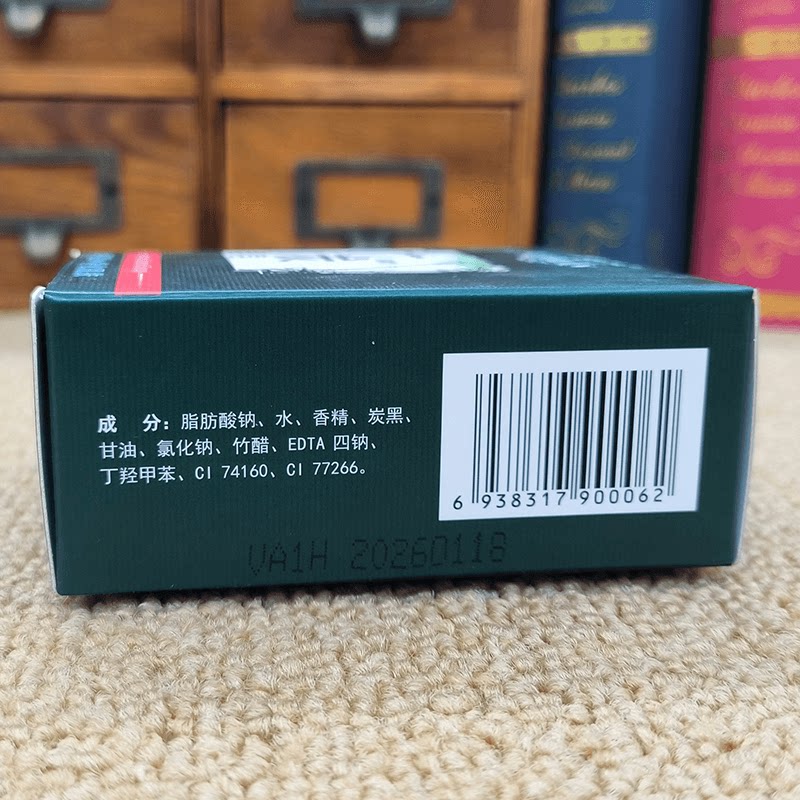 成 分：脂肪酸钠、水、香精、炭黑、
甘油、氯化钠、竹醋、EDTA 四钠、
丁羟甲苯、CI 74160、CI 77266。
6 938317 900062
VA1H 20260118